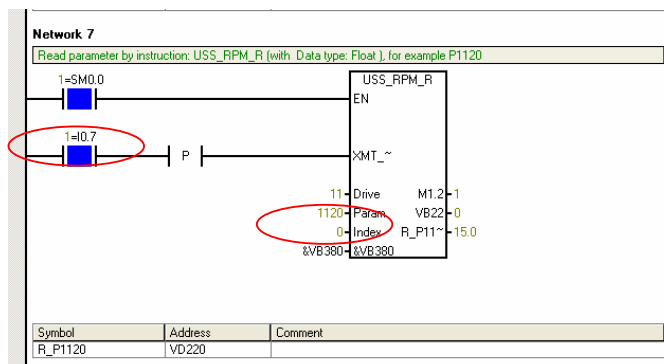 Network 7
Read parameter by instruction: USS_RPM_R (with Data type: Float ), for example P1120
1=SM0.0
USS_RPM_R
EN
1=I0.7
P
XMT_~
11 Drive M1.2 1
1120 Param VB22 0
0 Index R_P11~ 15.0
&VB380 &VB380
Symbol Address Comment
R_P1120 VD220